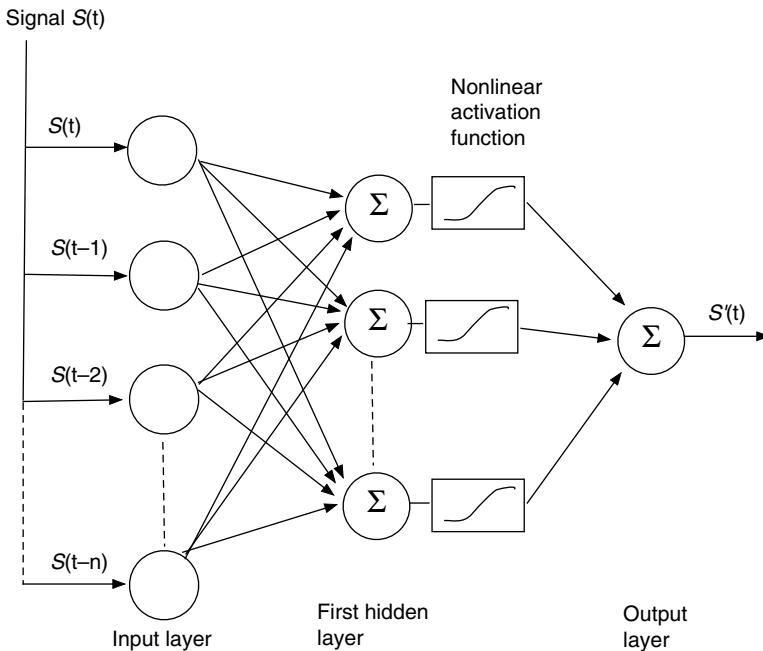 Signal S(t)
Nonlinear
activation
function
S(t)
Σ
S(t–1)
Σ
S'(t)
Σ
S(t–2)
Σ
S(t–n)
Input layer
First hidden
layer
Output
layer